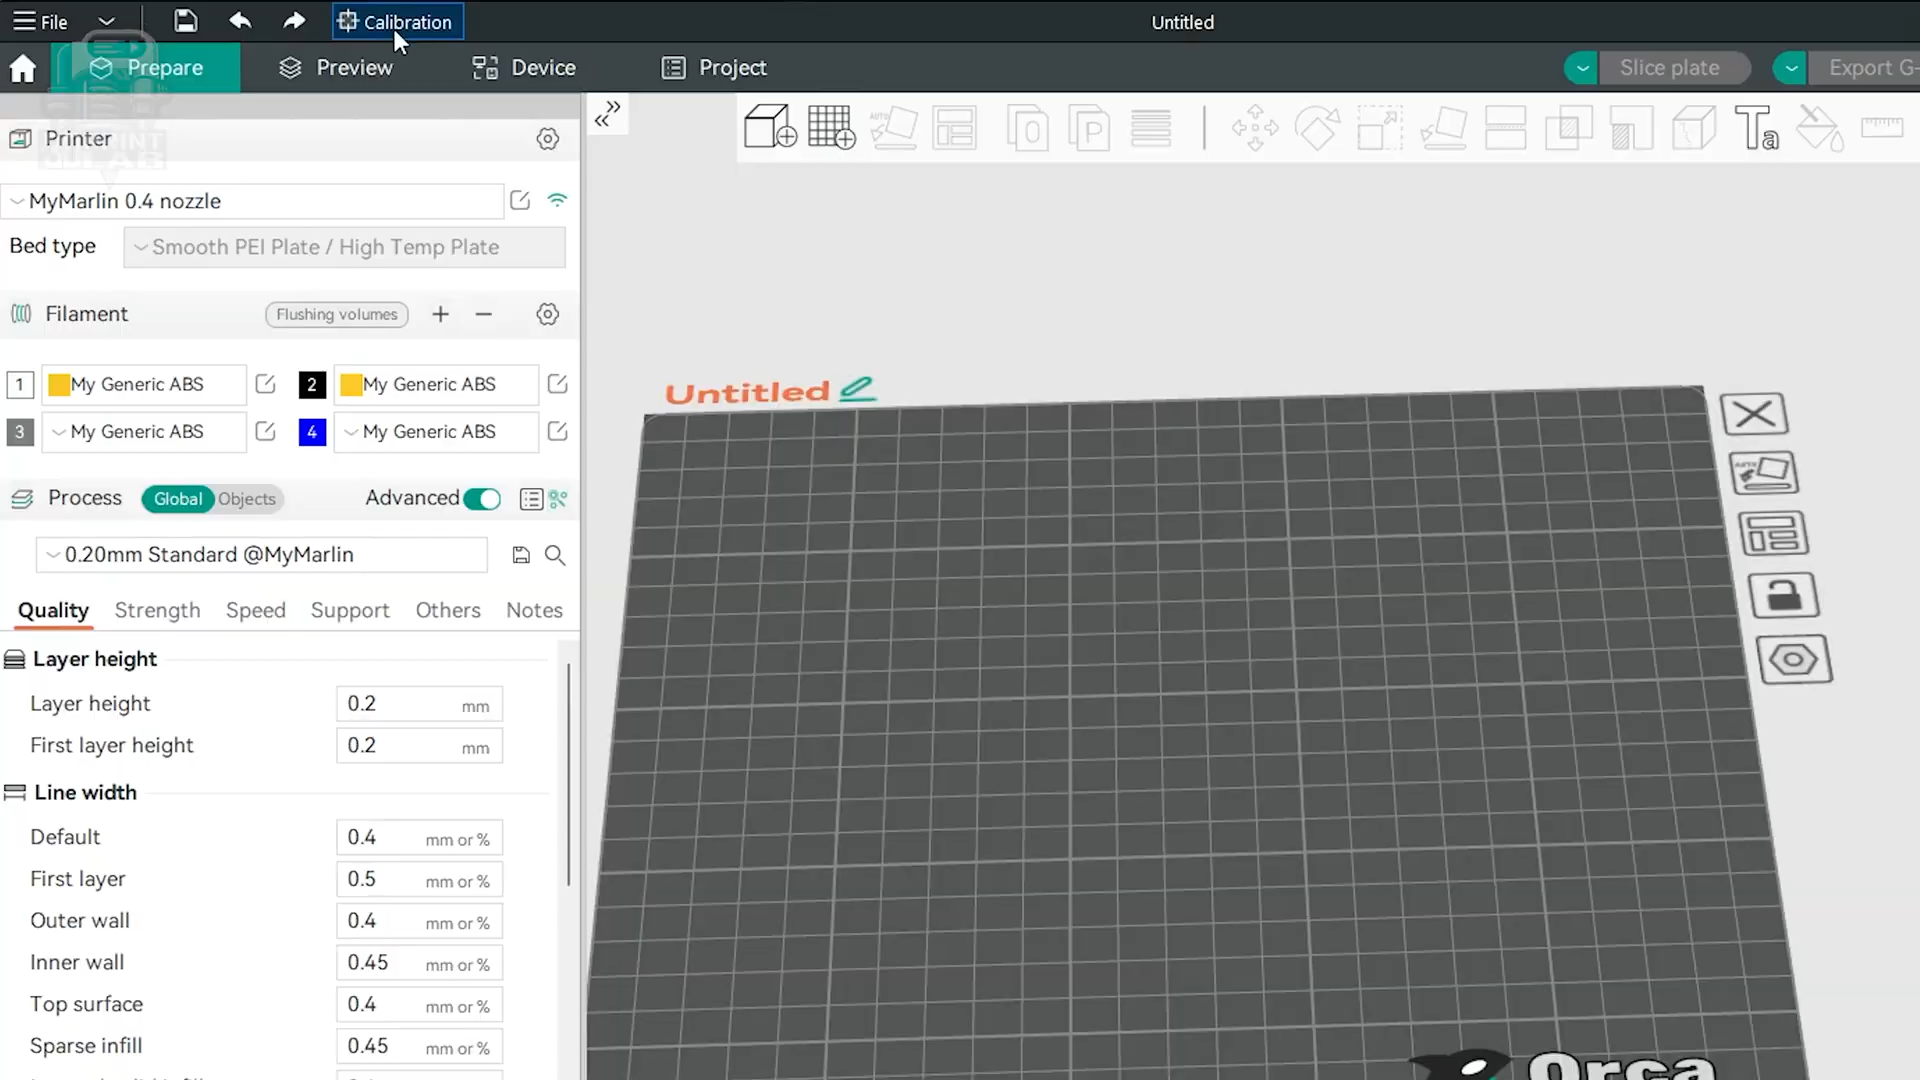 File
Calibration
Untitled
Prepare
Preview
Device
Project
Slice plate
Export G-
Printer
MyMarlin 0.4 nozzle
Bed type
Smooth PEI Plate / High Temp Plate
Filament
Flushing volumes
1 My Generic ABS
2 My Generic ABS
3 My Generic ABS
4 My Generic ABS
Process
Global
Objects
Advanced
0.20mm Standard @MyMarlin
Quality
Strength
Speed
Support
Others
Notes
Layer height
Layer height 0.2 mm
First layer height 0.2 mm
Line width
Default 0.4 mm or %
First layer 0.5 mm or %
Outer wall 0.4 mm or %
Inner wall 0.45 mm or %
Top surface 0.4 mm or %
Sparse infill 0.45 mm or %
AUTO
O
P
Ta
Untitled
Orca